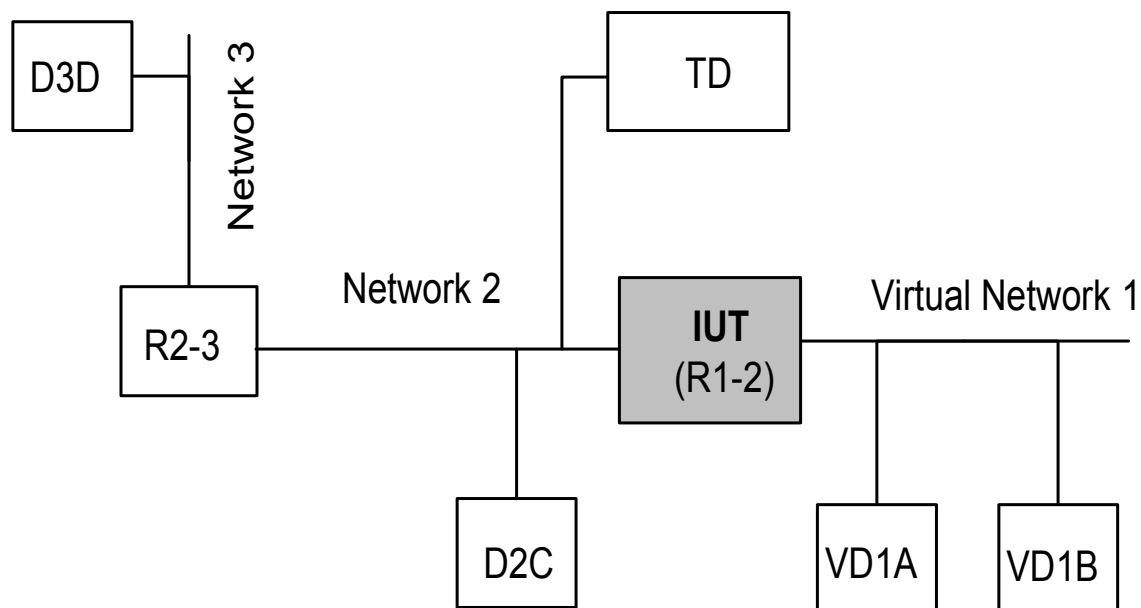 D3D
Network 3
TD
Network 2
IUT
(R1-2)
Virtual Network 1
R2-3
D2C
VD1A
VD1B